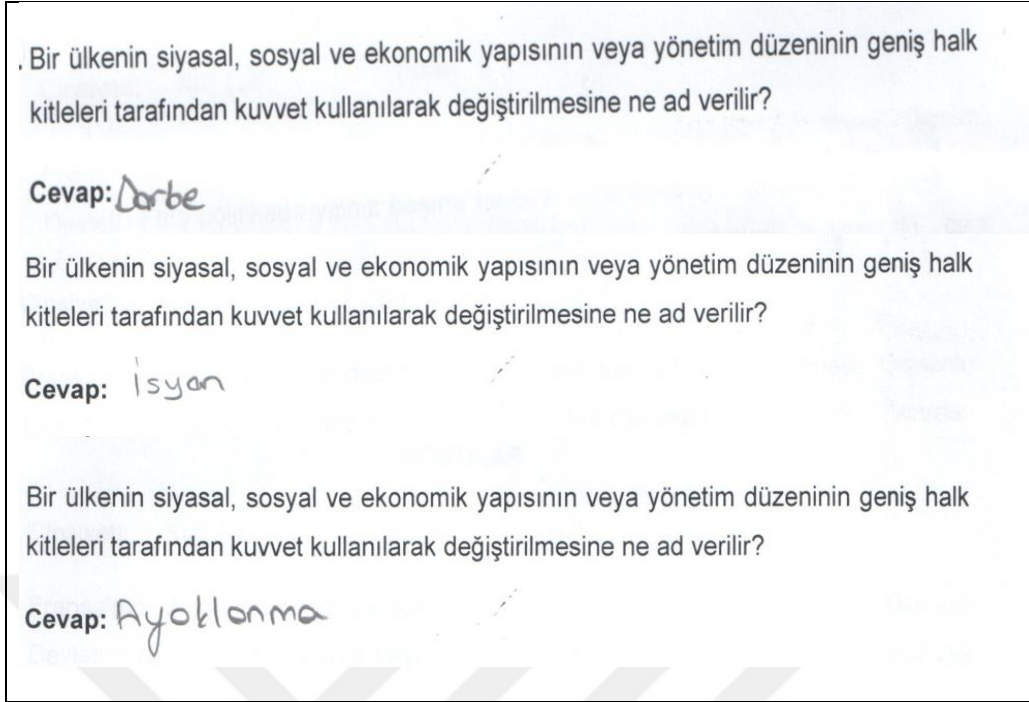 Bir ülkenin siyasal, sosyal ve ekonomik yapısının veya yönetim düzeninin geniş halk
kitleleri tarafından kuvvet kullanılarak değiştirilmesine ne ad verilir?
Cevap: Darbe
Bir ülkenin siyasal, sosyal ve ekonomik yapısının veya yönetim düzeninin geniş halk
kitleleri tarafından kuvvet kullanılarak değiştirilmesine ne ad verilir?
Cevap: İsyan
Bir ülkenin siyasal, sosyal ve ekonomik yapısının veya yönetim düzeninin geniş halk
kitleleri tarafından kuvvet kullanılarak değiştirilmesine ne ad verilir?
Cevap: Ayaklanma